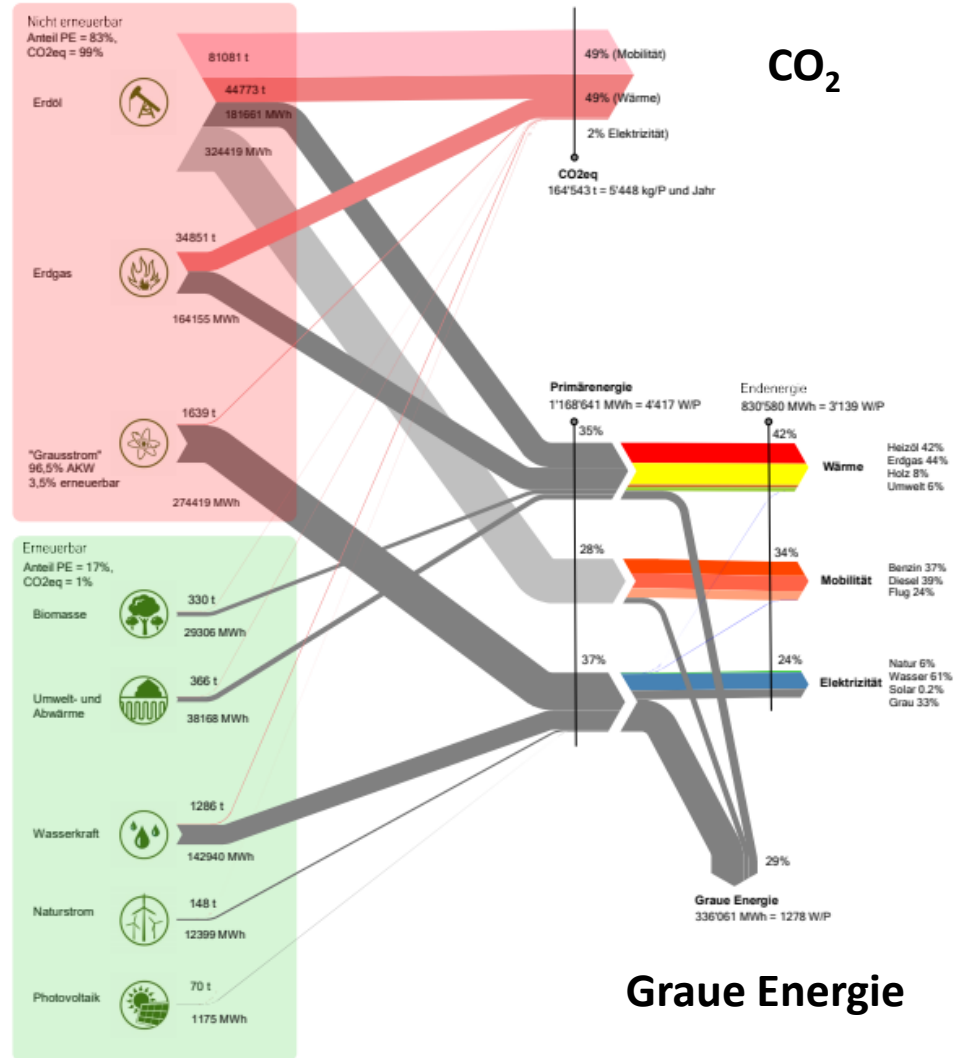 Nicht erneuerbar
Anteil PE = 83%,
CO2eq = 99%
Erdöl
81081 t
44773 t
181661 MWh
324419 MWh
49% (Mobilität)
49% (Wärme)
2% Elektrizität)
CO2eq
164'543 t = 5'448 kg/P und Jahr
CO2
Erdgas
34851 t
164155 MWh
"Grausstrom"
96,5% AKW
3,5% erneuerbar
1639 t
274419 MWh
Primärenergie
1'168'641 MWh = 4'417 W/P
Endenergie
830'580 MWh = 3'139 W/P
35%
42%
Wärme
Heizöl 42%
Erdgas 44%
Holz 8%
Umwelt 6%
28%
34%
Mobilität
Benzin 37%
Diesel 39%
Flug 24%
37%
24%
Elektrizität
Natur 6%
Wasser 61%
Solar 0.2%
Grau 33%
Erneuerbar
Anteil PE = 17%,
CO2eq = 1%
Biomasse
330 t
29306 MWh
Umwelt- und
Abwärme
366 t
38168 MWh
Wasserkraft
1286 t
142940 MWh
Naturstrom
148 t
12399 MWh
Photovoltaik
70 t
1175 MWh
29%
Graue Energie
336'061 MWh = 1278 W/P
Graue Energie